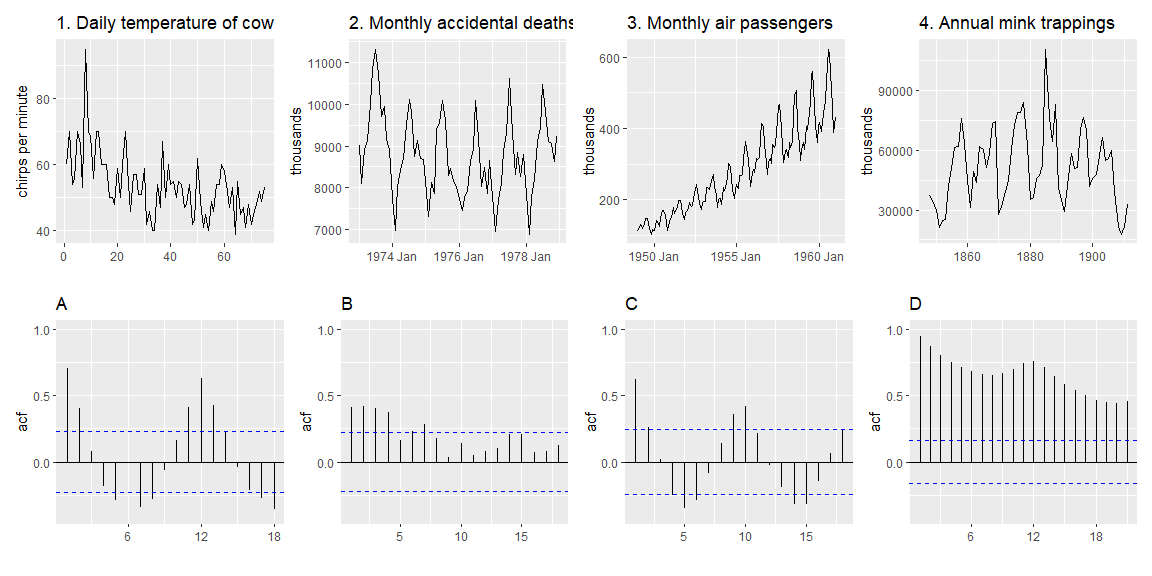 1. Daily temperature of cow
chirps per minute
80
60
40
0 20 40 60
2. Monthly accidental deaths
thousands
11000
10000
9000
8000
7000
1974 Jan 1976 Jan 1978 Jan
3. Monthly air passengers
thousands
600
400
200
1950 Jan 1955 Jan 1960 Jan
4. Annual mink trappings
thousands
90000
60000
30000
1860 1880 1900
A
acf
1.0
0.5
0.0
6 12 18
B
acf
1.0
0.5
0.0
5 10 15
C
acf
1.0
0.5
0.0
5 10 15
D
acf
1.0
0.5
0.0
6 12 18